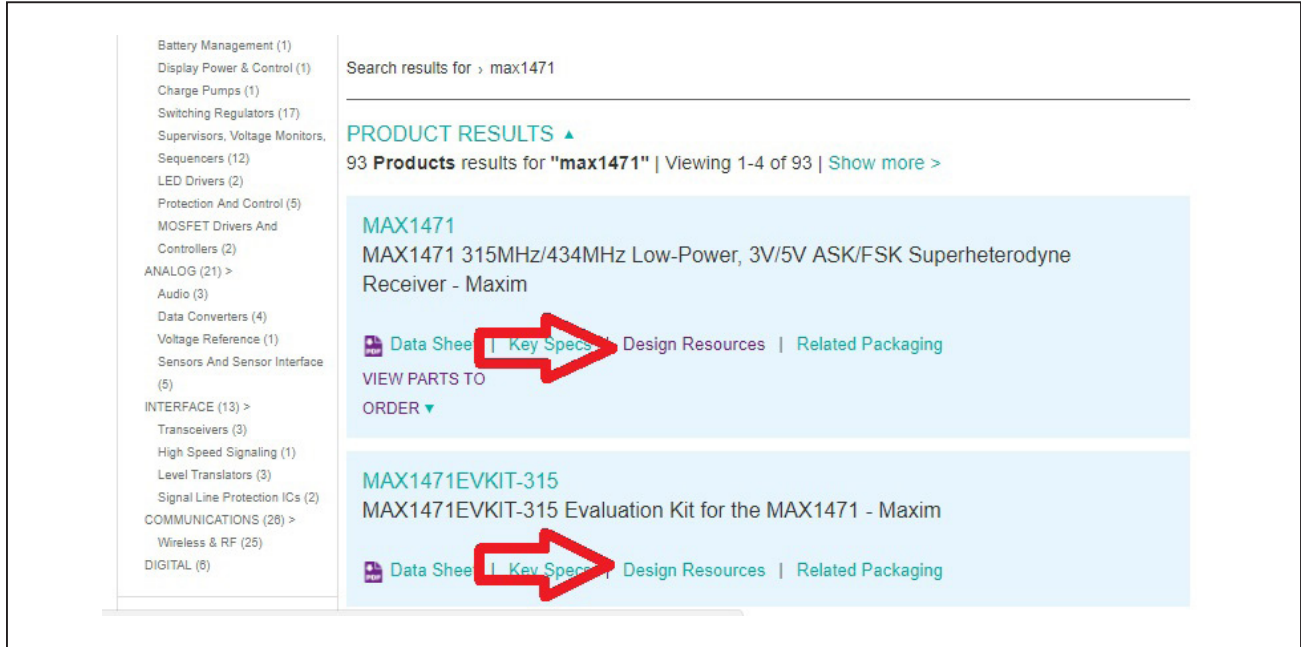 Battery Management (1)
Display Power & Control (1)
Charge Pumps (1)
Switching Regulators (17)
Supervisors, Voltage Monitors,
Sequencers (12)
LED Drivers (2)
Protection And Control (5)
MOSFET Drivers And
Controllers (2)
ANALOG (21) >
Audio (3)
Data Converters (4)
Voltage Reference (1)
Sensors And Sensor Interface
(5)
INTERFACE (13) >
Transceivers (3)
High Speed Signaling (1)
Level Translators (3)
Signal Line Protection ICs (2)
COMMUNICATIONS (26) >
Wireless & RF (25)
DIGITAL (6)
Search results for › max1471
PRODUCT RESULTS ▲
93 Products results for "max1471" | Viewing 1-4 of 93 | Show more >
MAX1471
MAX1471 315MHz/434MHz Low-Power, 3V/5V ASK/FSK Superheterodyne
Receiver - Maxim
PDF Data Sheet | Key Specs | Design Resources | Related Packaging
VIEW PARTS TO
ORDER ▼
MAX1471EVKIT-315
MAX1471EVKIT-315 Evaluation Kit for the MAX1471 - Maxim
PDF Data Sheet | Key Specs | Design Resources | Related Packaging